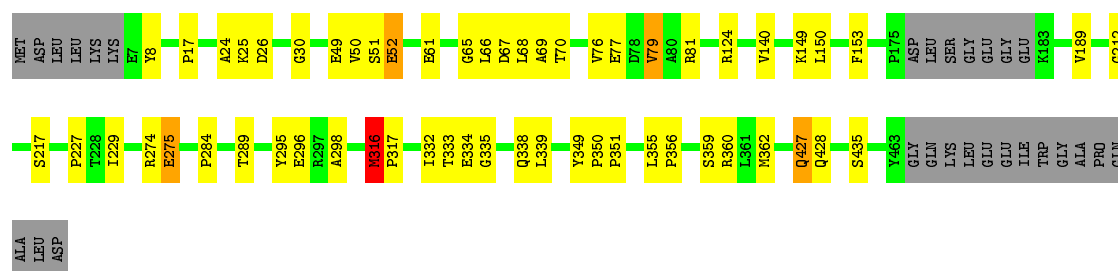 MET ASP LEU LEU LYS LYS E7 Y8 P17 A24 K25 D26 G30 E49 V50 S51 E52 E61 G65 L66 D67 L68 A69 T70 V76 E77 D78 V79 A80 R81 R124 V140 K149 L150 F153 P175 ASP LEU SER GLY GLU GLY GLU K183 V189
S217 P227 T228 I229 R274 E275 P284 T289 Y295 E296 R297 A298 M316 P317 I332 T333 E334 G335 Q338 L339 Y349 P350 P351 L355 P356 S359 R360 L361 M362 Q427 Q428 S435 Y463 GLY GLN LYS LEU GLU GLU ILE TRP GLY ALA PRO GLN
ALA LEU ASP